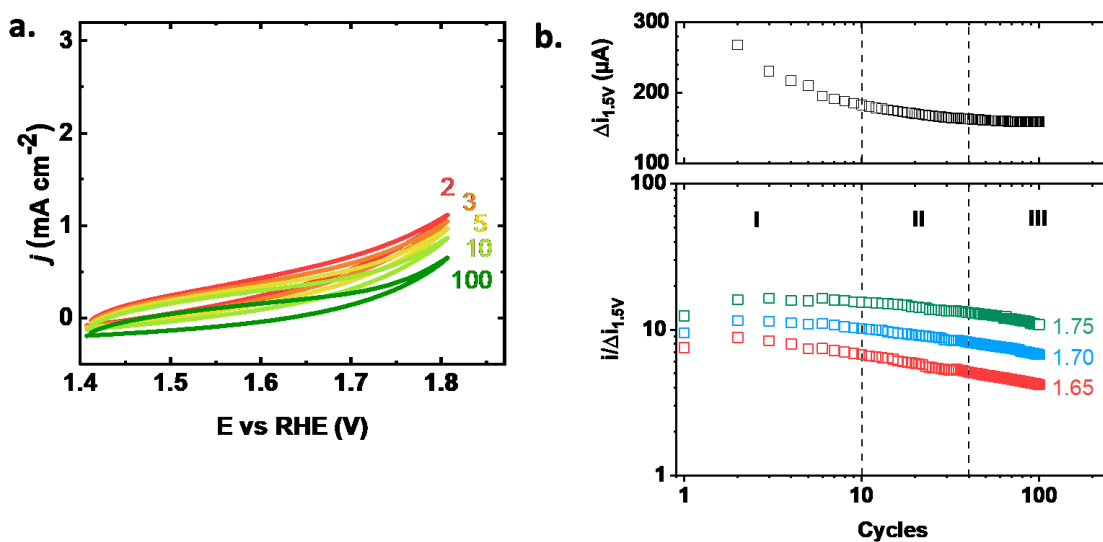 a.
3
2
1
0
j (mA cm⁻²)
2
3
5
10
100
1.4 1.5 1.6 1.7 1.8
E vs RHE (V)
b.
300
200
100
Δi1.5V (µA)
100
10
1
i/Δi1.5V
I II III
1.75
1.70
1.65
1 10 100
Cycles